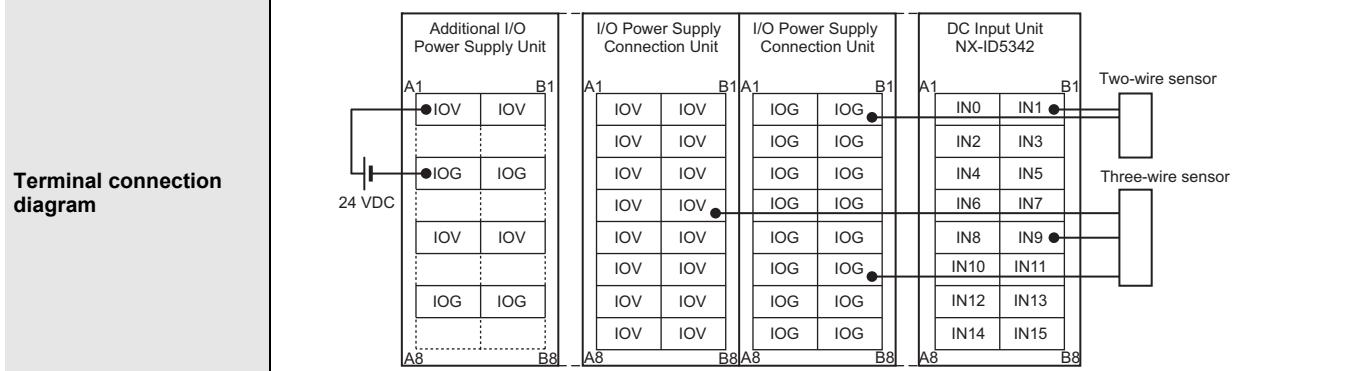 Terminal connection
diagram
Additional I/O
Power Supply Unit
A1 B1
IOV IOV
IOG IOG
IOV IOV
IOG IOG
A8 B8
24 VDC
I/O Power Supply
Connection Unit
A1 B1
IOV IOV
IOV IOV
IOV IOV
IOV IOV
IOV IOV
IOV IOV
IOV IOV
IOV IOV
A8 B8
I/O Power Supply
Connection Unit
A1 B1
IOG IOG
IOG IOG
IOG IOG
IOG IOG
IOG IOG
IOG IOG
IOG IOG
IOG IOG
A8 B8
DC Input Unit
NX-ID5342
A1 B1
IN0 IN1
IN2 IN3
IN4 IN5
IN6 IN7
IN8 IN9
IN10 IN11
IN12 IN13
IN14 IN15
A8 B8
Two-wire sensor
Three-wire sensor